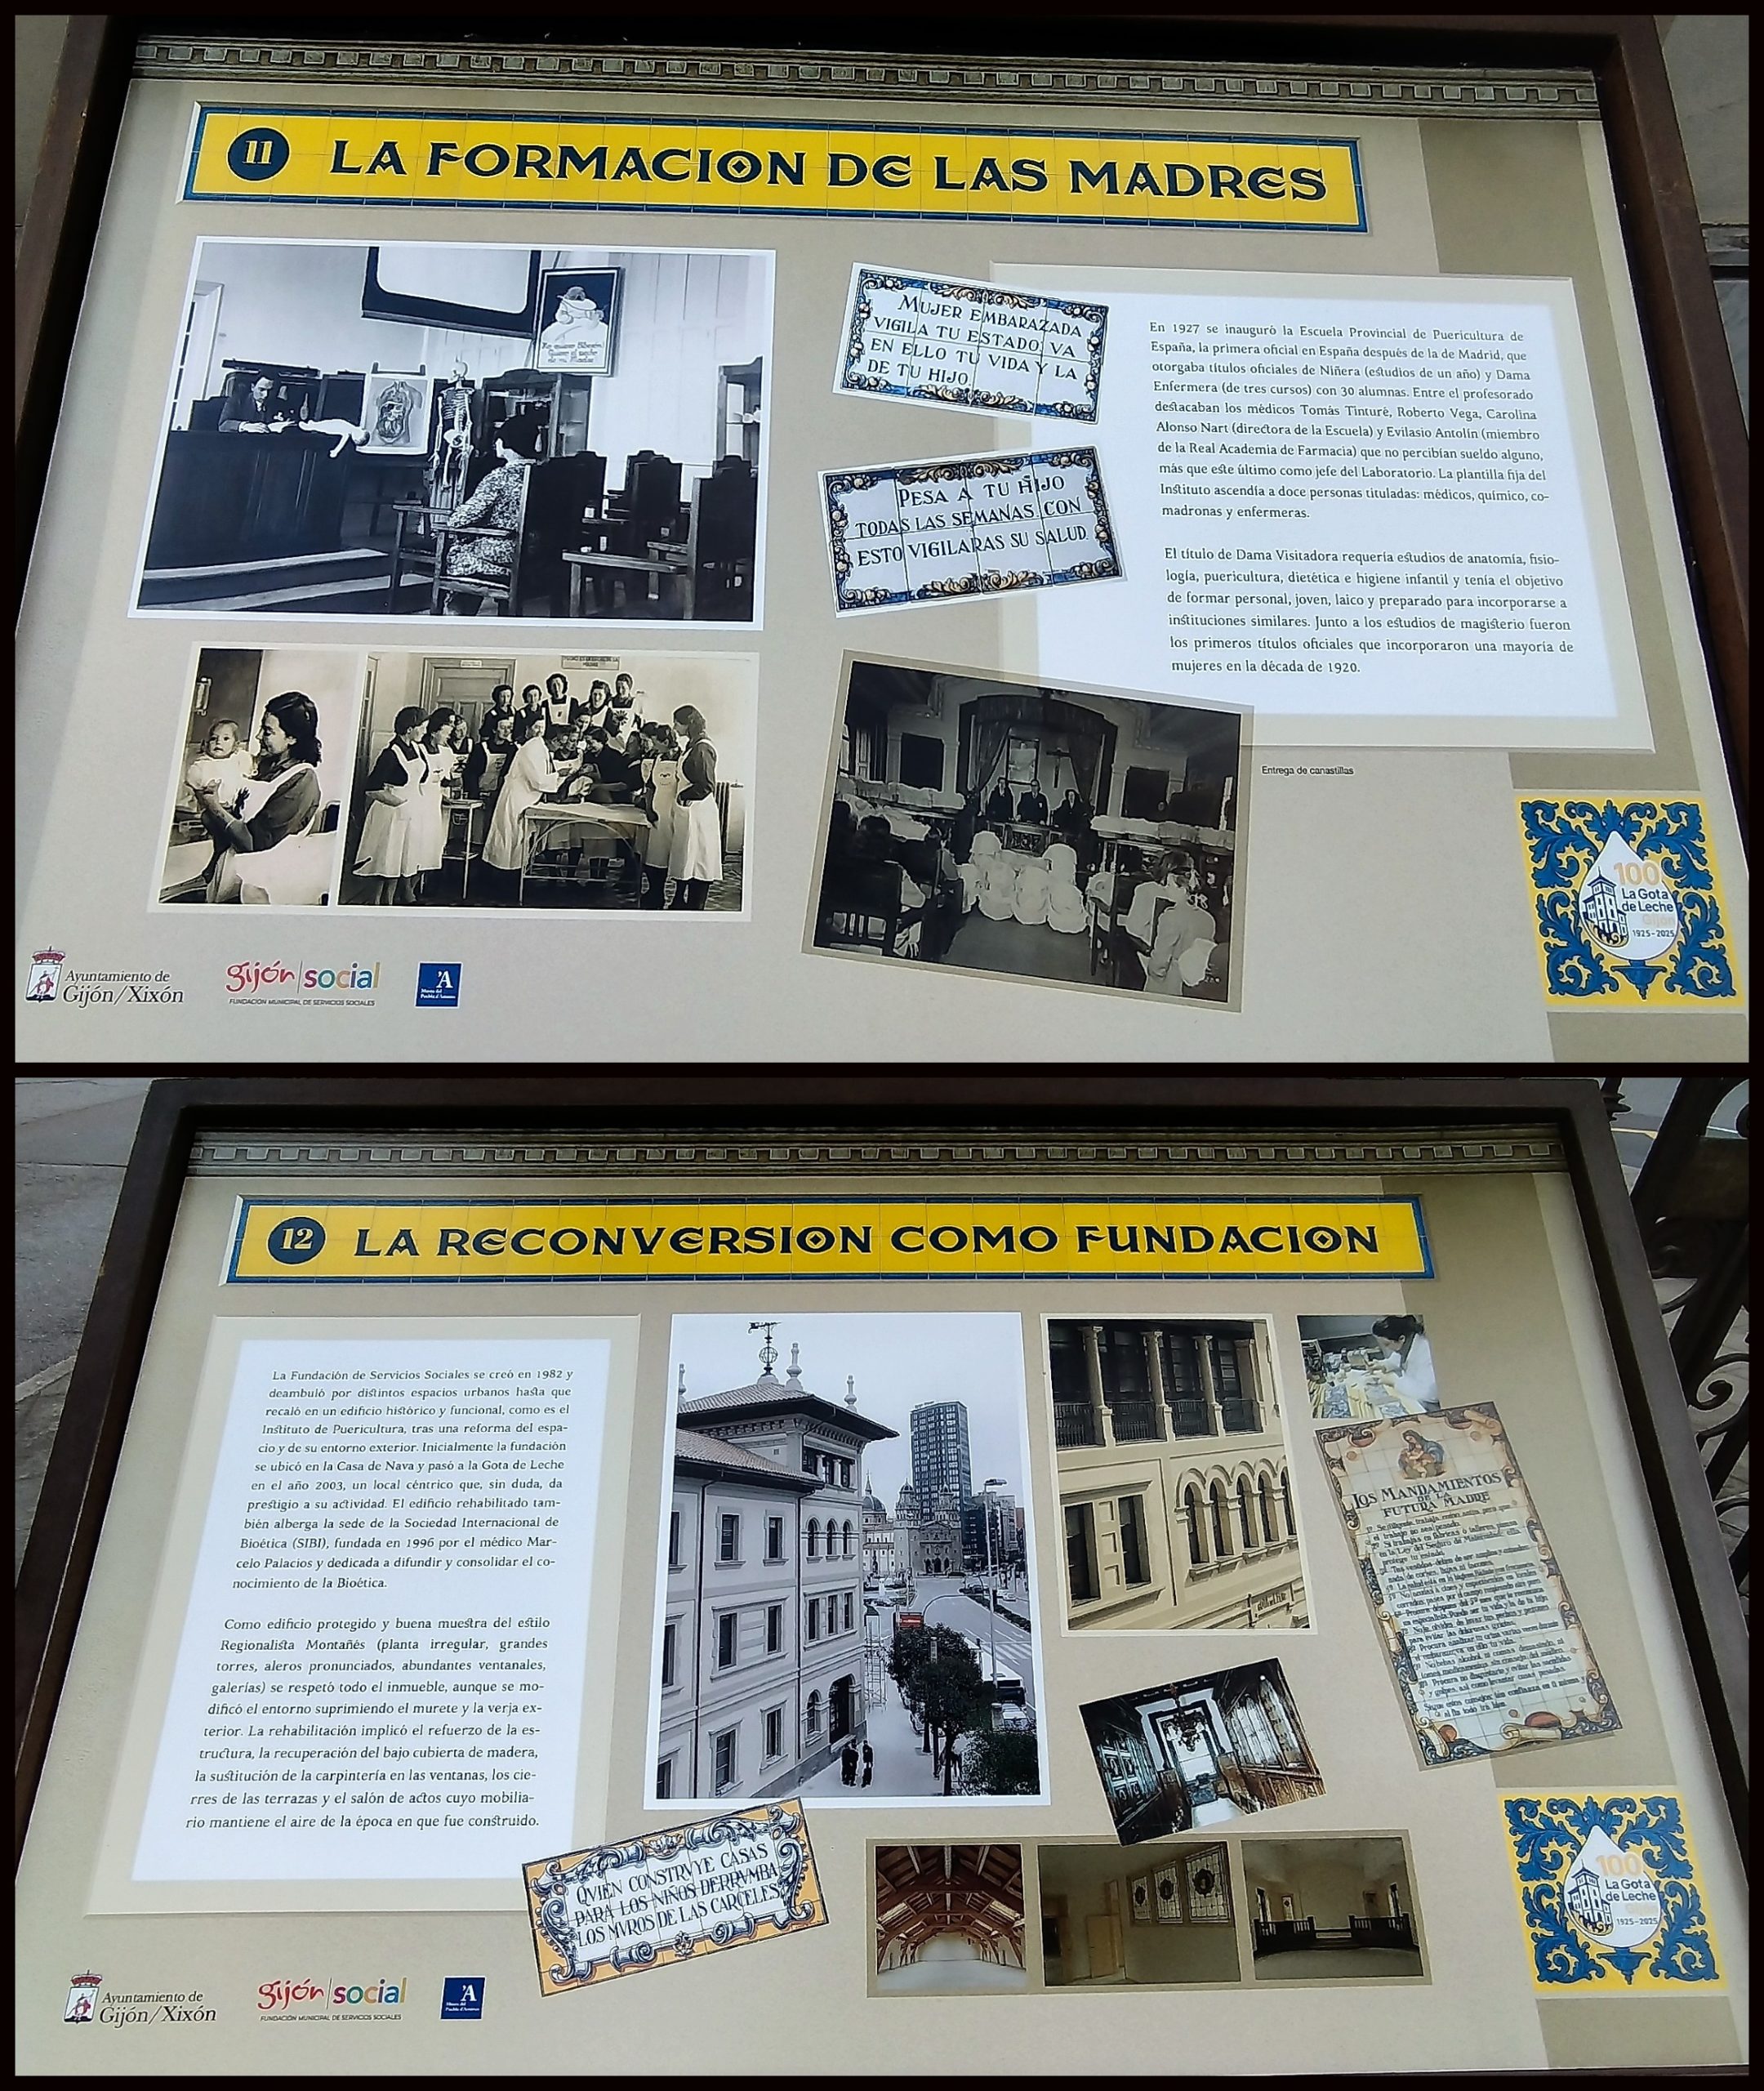 11 LA FORMACION DE LAS MADRES
MUJER EMBARAZADA
VIGILA TU ESTADO: VA
EN ELLO TU VIDA Y LA
DE TU HIJO
PESA A TU HIJO
TODAS LAS SEMANAS CON
ESTO VIGILARAS SU SALUD
En 1927 se inauguró la Escuela Provincial de Puericultura de
España, la primera oficial en España después de la de Madrid, que
otorgaba títulos oficiales de Niñera (estudios de un año) y Dama
Enfermera (de tres cursos) con 30 alumnas. Entre el profesorado
destacaban los médicos Tomás Tinturé, Roberto Vega, Carolina
Alonso Nart (directora de la Escuela) y Evilasio Antolín (miembro
de la Real Academia de Farmacia) que no percibían sueldo alguno,
más que este último como jefe del Laboratorio. La plantilla fija del
Instituto ascendía a doce personas tituladas: médicos, químico, co-
madronas y enfermeras.
El título de Dama Visitadora requería estudios de anatomía, fisio-
logía, puericultura, dietética e higiene infantil y tenía el objetivo
de formar personal, joven, laico y preparado para incorporarse a
instituciones similares. Junto a los estudios de magisterio fueron
los primeros títulos oficiales que incorporaron una mayoría de
mujeres en la década de 1920.
Entrega de canastillas
100
La Gota
de Leche
Gijón
1925-2025
Ayuntamiento de
Gijón/Xixón
gijón social
FUNDACIÓN MUNICIPAL DE SERVICIOS SOCIALES
'A
Museo del
Pueblu d'Asturies
12 LA RECONVERSION COMO FUNDACION
La Fundación de Servicios Sociales se creó en 1982 y
deambuló por distintos espacios urbanos hasta que
recaló en un edificio histórico y funcional, como es el
Instituto de Puericultura, tras una reforma del espa-
cio y de su entorno exterior. Inicialmente la fundación
se ubicó en la Casa de Nava y pasó a la Gota de Leche
en el año 2003, un local céntrico que, sin duda, da
prestigio a su actividad. El edificio rehabilitado tam-
bién alberga la sede de la Sociedad Internacional de
Bioética (SIBI), fundada en 1996 por el médico Mar-
celo Palacios y dedicada a difundir y consolidar el co-
nocimiento de la Bioética.
Como edificio protegido y buena muestra del estilo
Regionalista Montañés (planta irregular, grandes
torres, aleros pronunciados, abundantes ventanales,
galerías) se respetó todo el inmueble, aunque se mo-
dificó el entorno suprimiendo el murete y la verja ex-
terior. La rehabilitación implicó el refuerzo de la es-
tructura, la recuperación del bajo cubierta de madera,
la sustitución de la carpintería en las ventanas, los cie-
rres de las terrazas y el salón de actos cuyo mobilia-
rio mantiene el aire de la época en que fue construido.
LOS MANDAMIENTOS
DE LA
FUTURA MADRE
QVIEN CONSTRVYE CASAS
PARA LOS NIÑOS DERRVMBA
LOS MVROS DE LAS CARCELES
100
La Gota
de Leche
Gijón
1925-2025
Ayuntamiento de
Gijón/Xixón
gijón social
FUNDACIÓN MUNICIPAL DE SERVICIOS SOCIALES
'A
Museo del
Pueblu d'Asturies